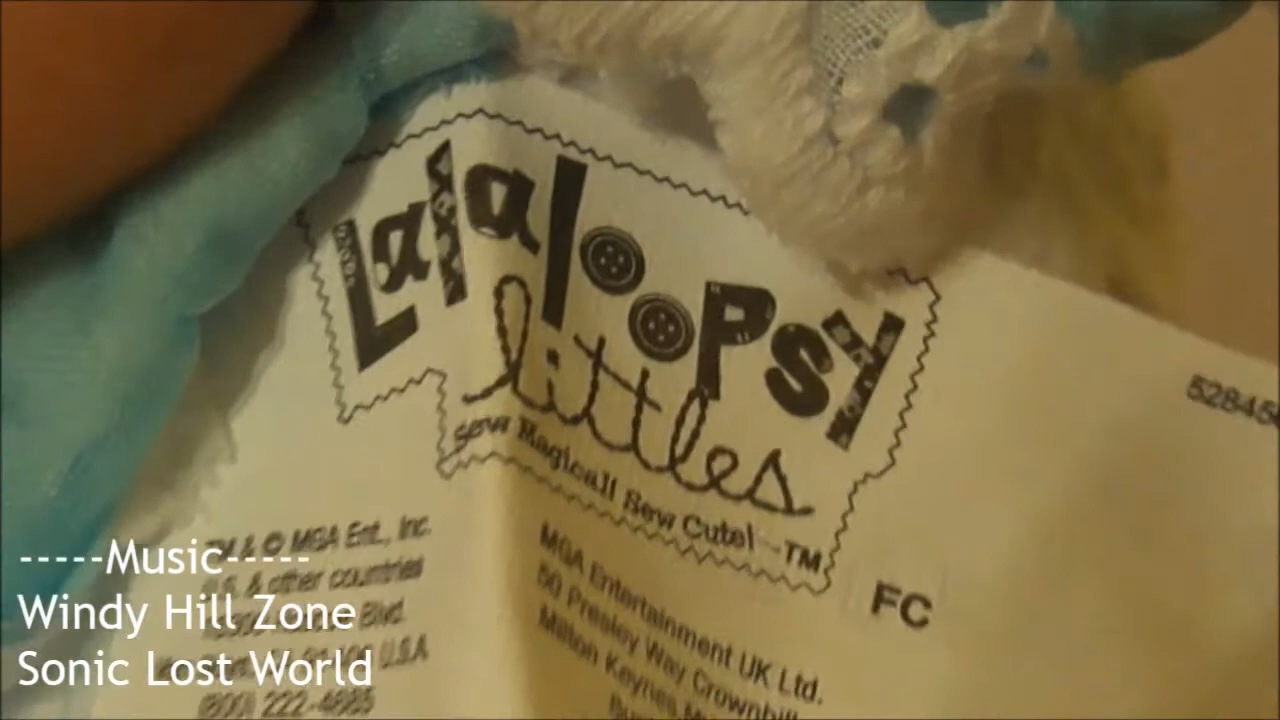 Lalaloopsy
littles
Sew Magical! Sew Cute! TM
52845
TM & © MGA Ent., Inc.
U.S. & other countries
Blvd.
U.S.A
(800) 222-4685
MGA Entertainment UK Ltd.
50 Presley Way Crownhill
Milton Keynes
FC
-----Music-----
Windy Hill Zone
Sonic Lost World